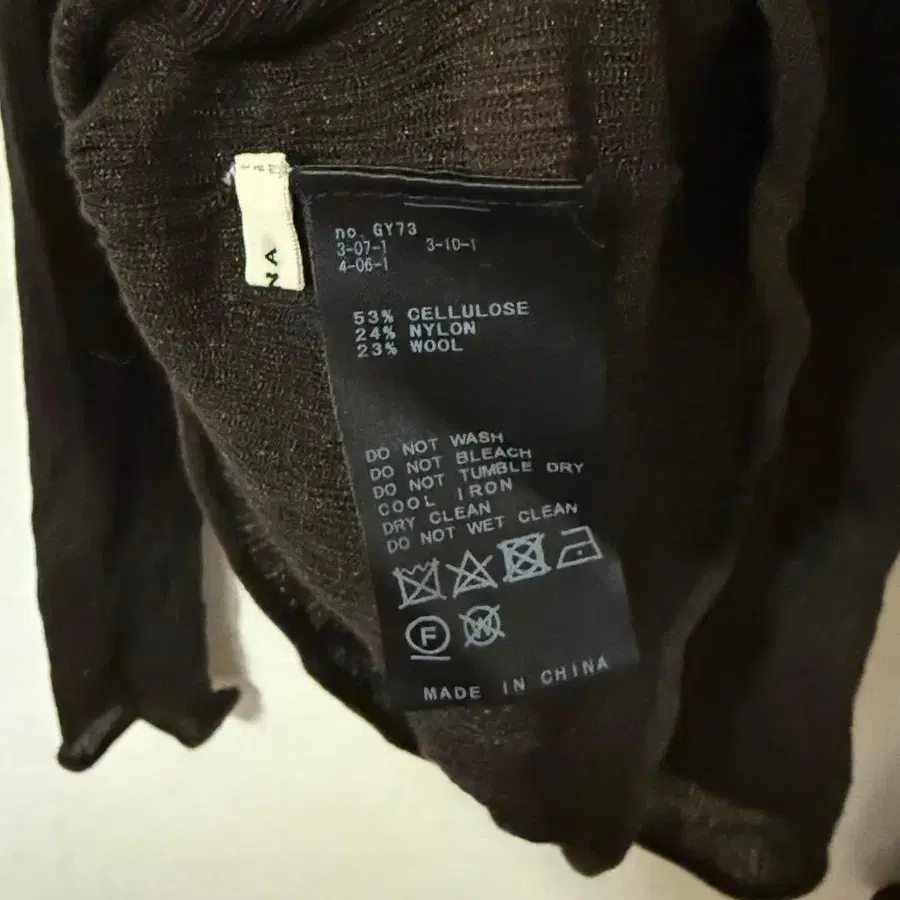 NA
no. GY73
3-07-1 3-10-1
4-06-1
53% CELLULOSE
24% NYLON
23% WOOL
DO NOT WASH
DO NOT BLEACH
DO NOT TUMBLE DRY
COOL IRON
DRY CLEAN
DO NOT WET CLEAN
F W
MADE IN CHINA